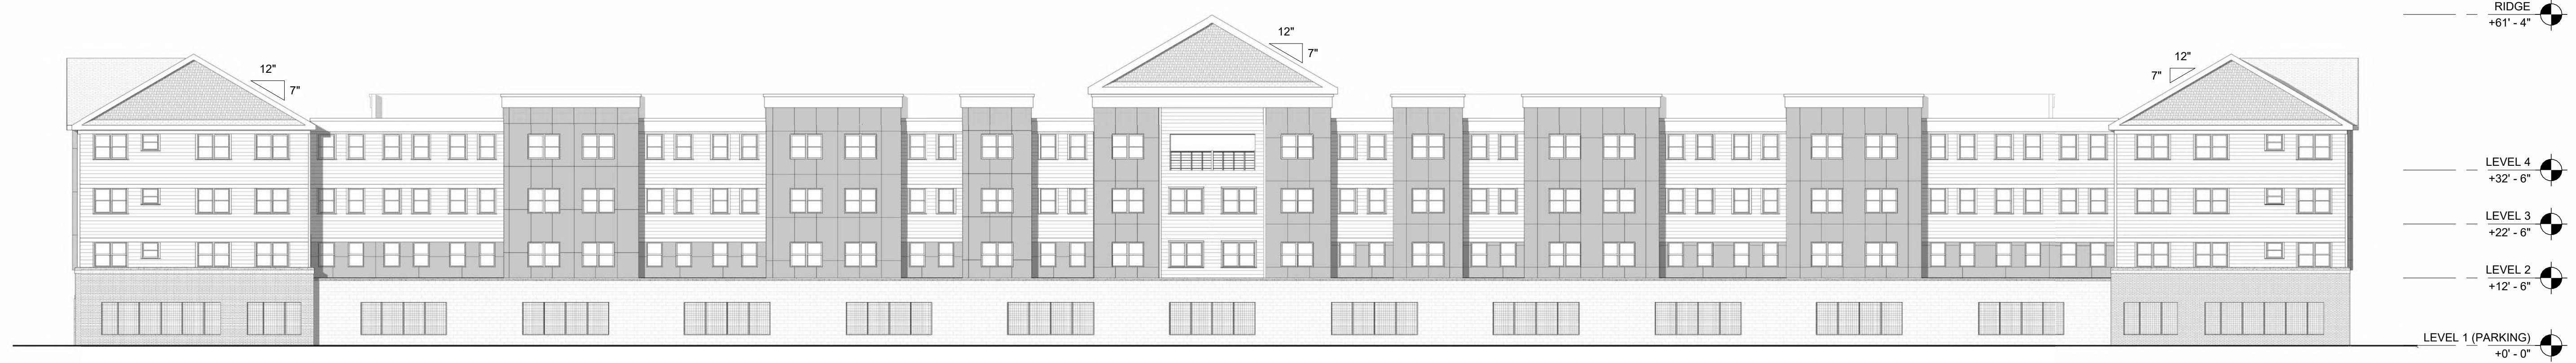 RIDGE
+61' - 4"
12"
7"
12"
7"
12"
7"
LEVEL 4
+32' - 6"
LEVEL 3
+22' - 6"
LEVEL 2
+12' - 6"
LEVEL 1 (PARKING)
+0' - 0"